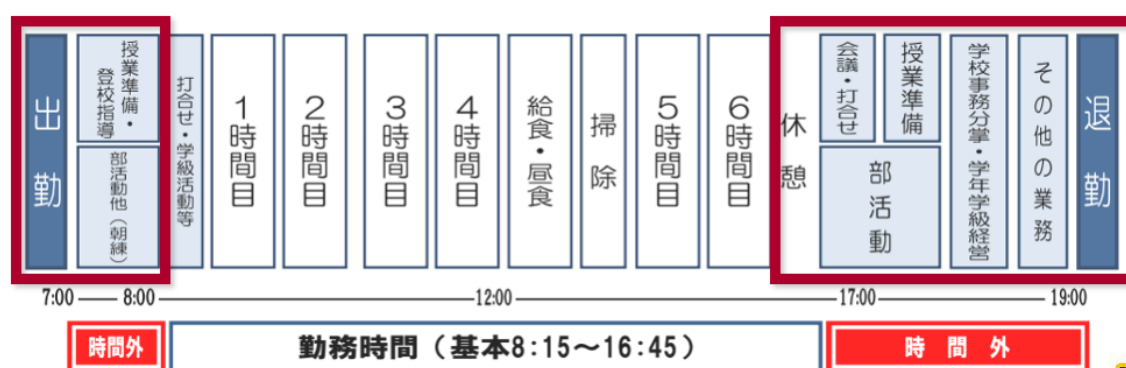 出勤
授業準備・
登校指導
部活動他（朝練）
打合せ・学級活動等
1時間目
2時間目
3時間目
4時間目
給食・昼食
掃除
5時間目
6時間目
休憩
会議・打合せ
授業準備
部活動
学校事務分掌・学年学級経営
その他の業務
退勤
7:00
8:00
12:00
17:00
19:00
時間外
勤務時間（基本8:15～16:45）
時間外